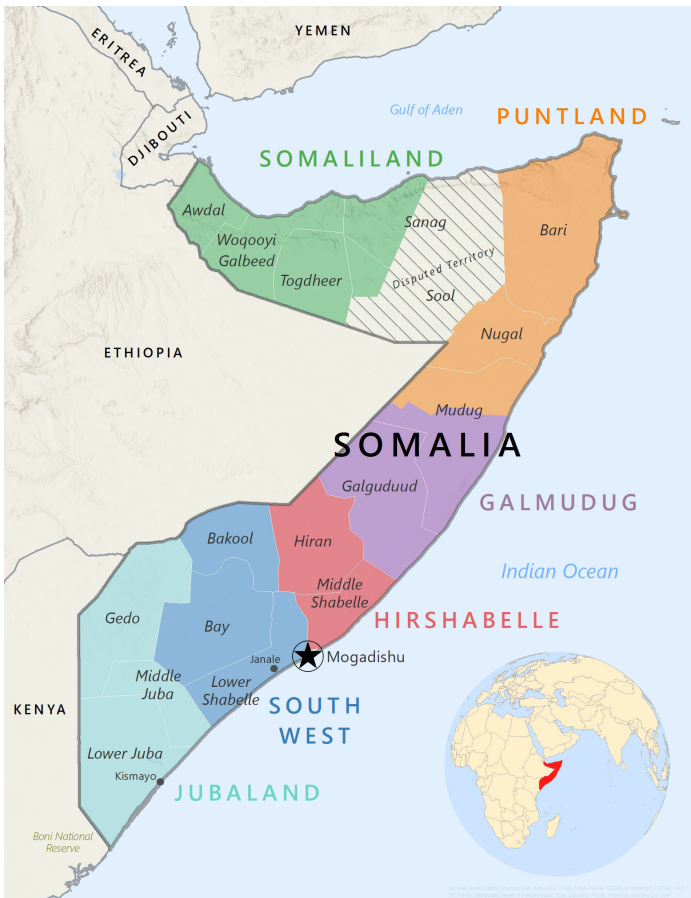 YEMEN
ERITREA
Gulf of Aden
PUNTLAND
DJIBOUTI
SOMALILAND
Awdal
Sanag
Bari
Woqooyi
Galbeed
Disputed Territory
Togdheer
Sool
Nugal
ETHIOPIA
Mudug
SOMALIA
Galguduud
GALMUDUG
Bakool
Hiran
Indian Ocean
Middle
Shabelle
Gedo
Bay
HIRSHABELLE
Mogadishu
Janale
Middle
Juba
Lower
Shabelle
KENYA
SOUTH
WEST
Lower Juba
Kismayo
JUBALAND
Boni National
Reserve